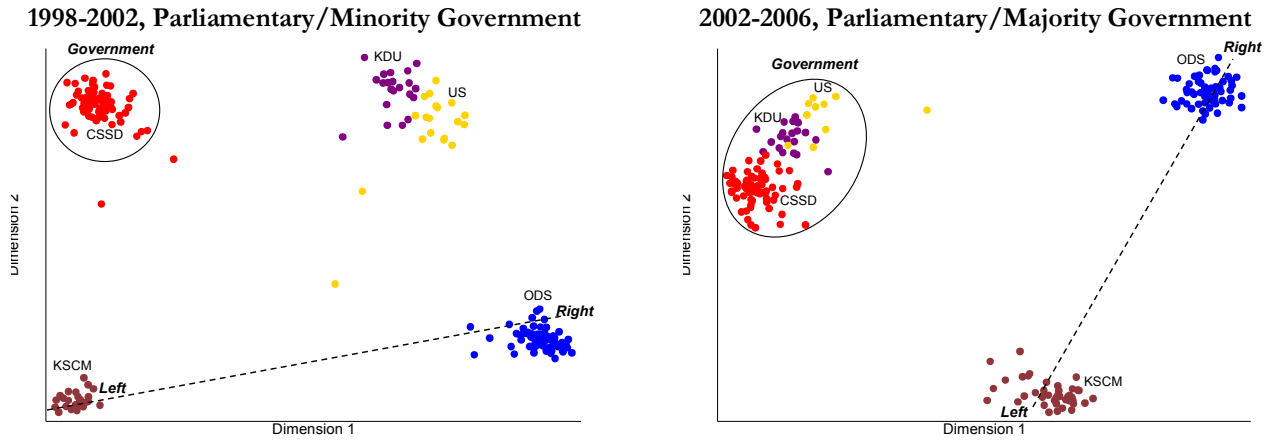 1998-2002, Parliamentary/Minority Government
Government
KDU
US
CSSD
Dimension 2
ODS
Right
KSCM
Left
Dimension 1
2002-2006, Parliamentary/Majority Government
Right
ODS
Government
US
KDU
CSSD
Dimension 2
KSCM
Left
Dimension 1